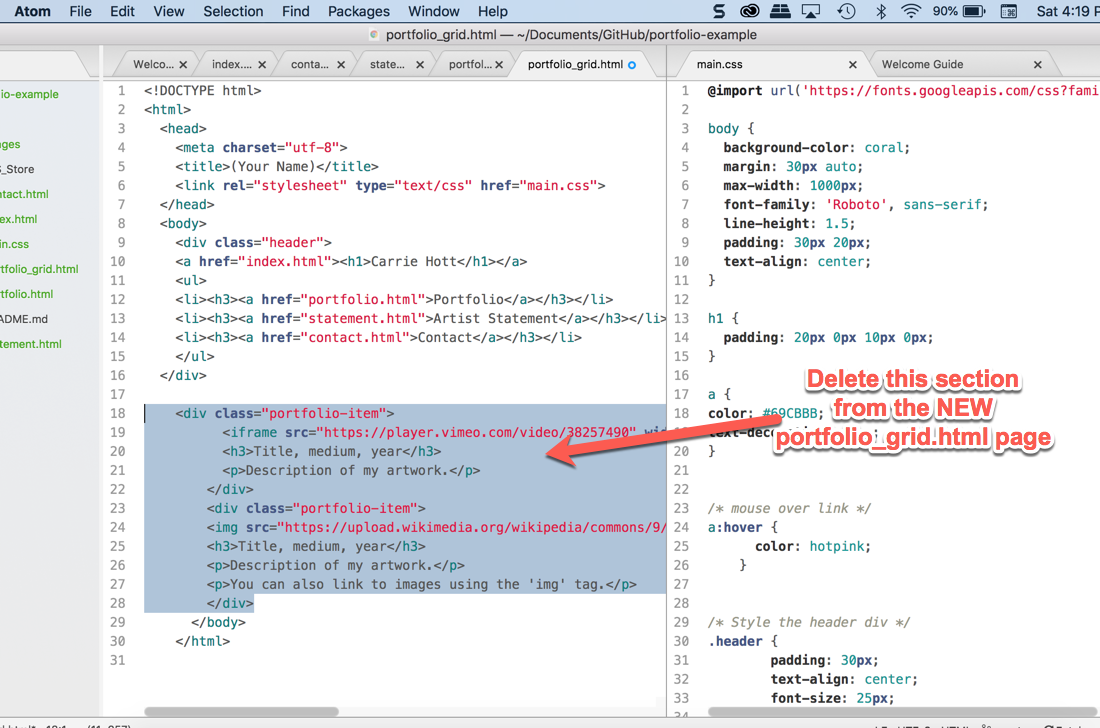 Atom File Edit View Selection Find Packages Window Help 90% Sat 4:19 P
portfolio_grid.html — ~/Documents/GitHub/portfolio-example
Welco... index.... conta... state... portfol... portfolio_grid.html main.css Welcome Guide
io-example
ges
S_Store
ntact.html
ex.html
in.css
tfolio_grid.html
tfolio.html
ADME.md
tement.html
1 <!DOCTYPE html>
2 <html>
3 <head>
4 <meta charset="utf-8">
5 <title>(Your Name)</title>
6 <link rel="stylesheet" type="text/css" href="main.css">
7 </head>
8 <body>
9 <div class="header">
10 <a href="index.html"><h1>Carrie Hott</h1></a>
11 <ul>
12 <li><h3><a href="portfolio.html">Portfolio</a></h3></li>
13 <li><h3><a href="statement.html">Artist Statement</a></h3></li>
14 <li><h3><a href="contact.html">Contact</a></h3></li>
15 </ul>
16 </div>
17
18 <div class="portfolio-item">
19 <iframe src="https://player.vimeo.com/video/38257490" wid
20 <h3>Title, medium, year</h3>
21 <p>Description of my artwork.</p>
22 </div>
23 <div class="portfolio-item">
24 <img src="https://upload.wikimedia.org/wikipedia/commons/9/
25 <h3>Title, medium, year</h3>
26 <p>Description of my artwork.</p>
27 <p>You can also link to images using the 'img' tag.</p>
28 </div>
29 </body>
30 </html>
31
1 @import url('https://fonts.googleapis.com/css?fami
2
3 body {
4 background-color: coral;
5 margin: 30px auto;
6 max-width: 1000px;
7 font-family: 'Roboto', sans-serif;
8 line-height: 1.5;
9 padding: 30px 20px;
10 text-align: center;
11 }
12
13 h1 {
14 padding: 20px 0px 10px 0px;
15 }
16
17 a {
18 color: #69CBBB;
19
20 }
21
22
23 /* mouse over link */
24 a:hover {
25 color: hotpink;
26 }
27
28
29 /* Style the header div */
30 .header {
31 padding: 30px;
32 text-align: center;
33 font-size: 25px;
34
Delete this section
from the NEW
portfolio_grid.html page